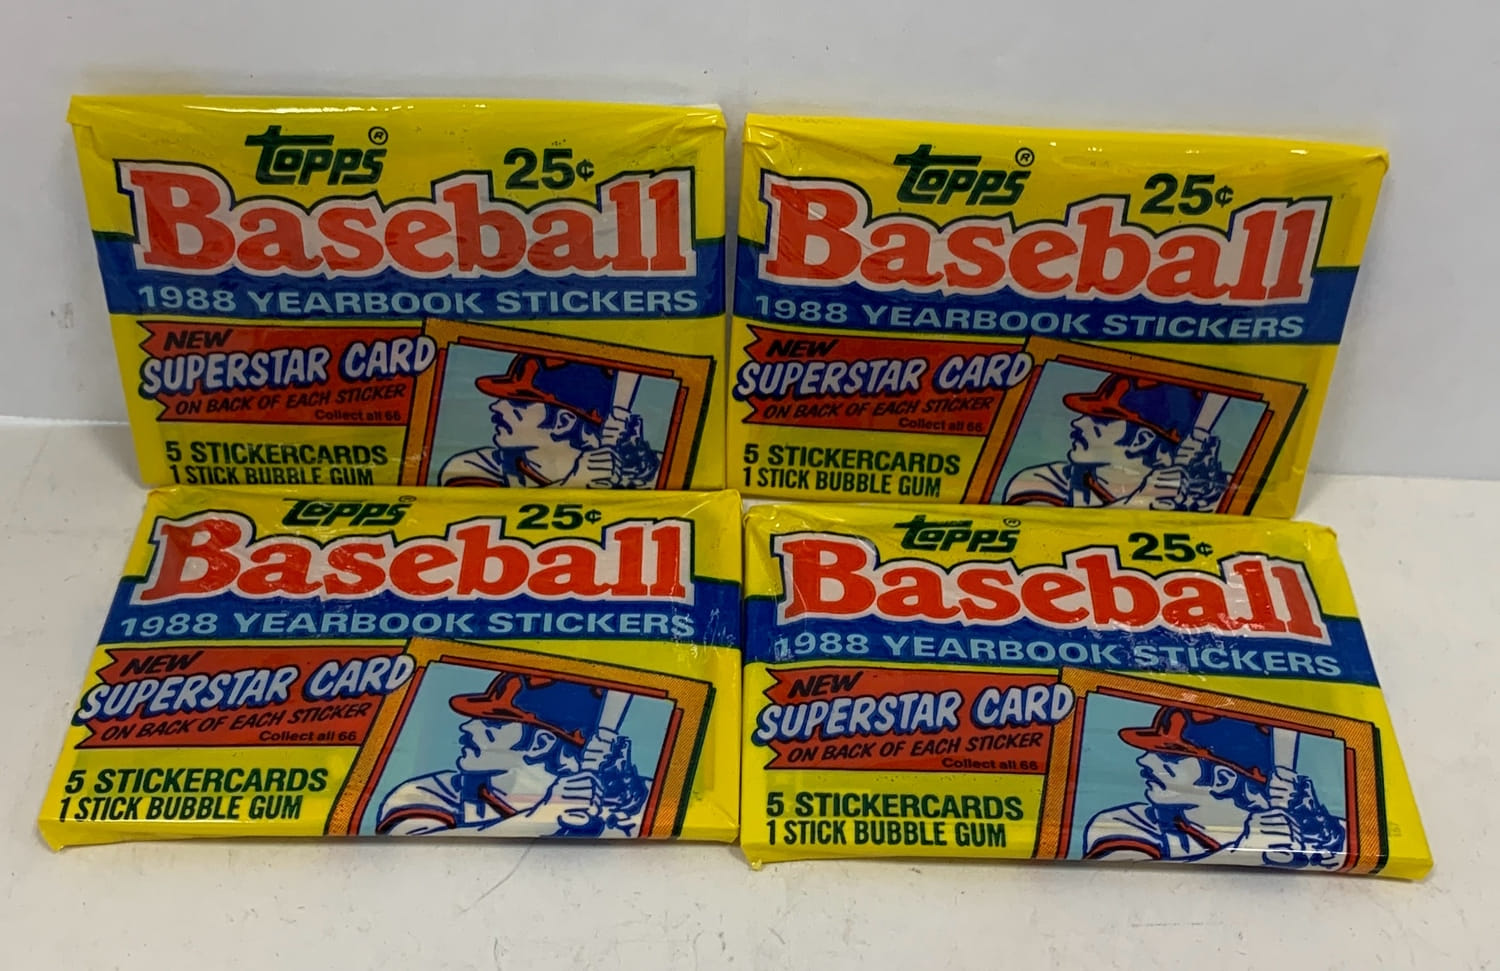 Topps®
25¢
Baseball
1988 YEARBOOK STICKERS
NEW
SUPERSTAR CARD
ON BACK OF EACH STICKER
Collect all 66
5 STICKERCARDS
1 STICK BUBBLE GUM
Topps®
25¢
Baseball
1988 YEARBOOK STICKERS
NEW
SUPERSTAR CARD
ON BACK OF EACH STICKER
Collect all 66
5 STICKERCARDS
1 STICK BUBBLE GUM
Topps®
25¢
Baseball
1988 YEARBOOK STICKERS
NEW
SUPERSTAR CARD
ON BACK OF EACH STICKER
Collect all 66
5 STICKERCARDS
1 STICK BUBBLE GUM
Topps®
25¢
Baseball
1988 YEARBOOK STICKERS
NEW
SUPERSTAR CARD
ON BACK OF EACH STICKER
Collect all 66
5 STICKERCARDS
1 STICK BUBBLE GUM